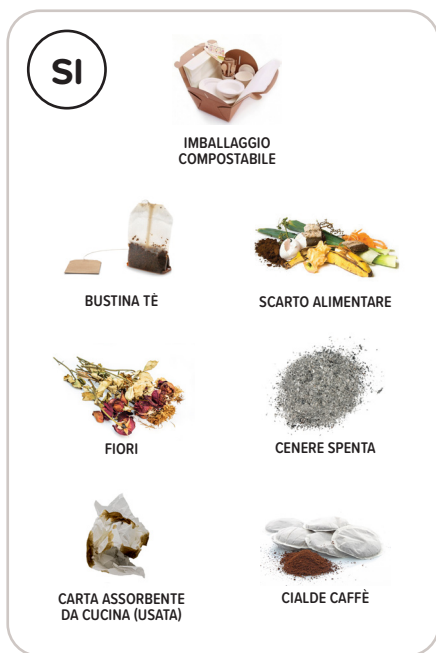 SI
IMBALLAGGIO
COMPOSTABILE
BUSTINA TÈ
SCARTO ALIMENTARE
FIORI
CENERE SPENTA
CARTA ASSORBENTE
DA CUCINA (USATA)
CIALDE CAFFÈ